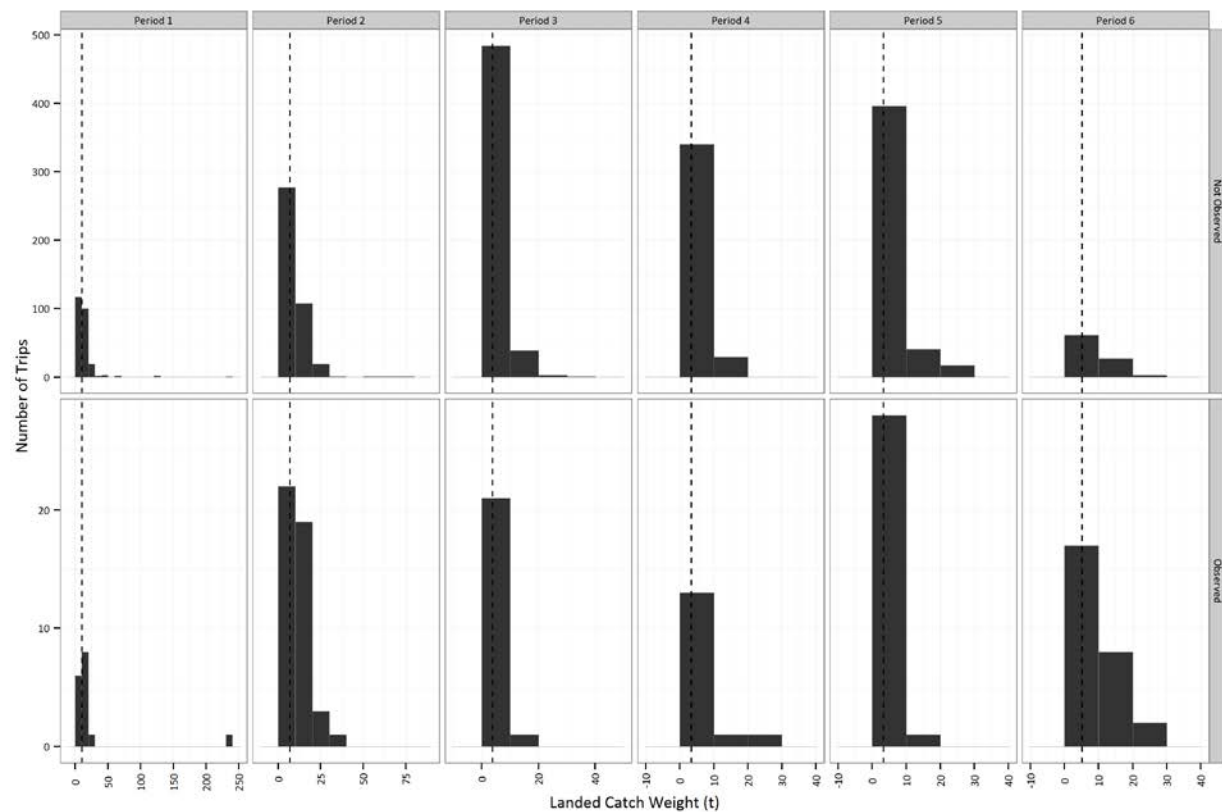 Period 1
Period 2
Period 3
Period 4
Period 5
Period 6
500
400
300
200
100
0
Not Observed
Number of Trips
20
10
0
Observed
0 50 100 150 200 250
0 25 50 75
0 20 40
-10 0 10 20 30 40
-10 0 10 20 30 40
-10 0 10 20 30 40
Landed Catch Weight (t)